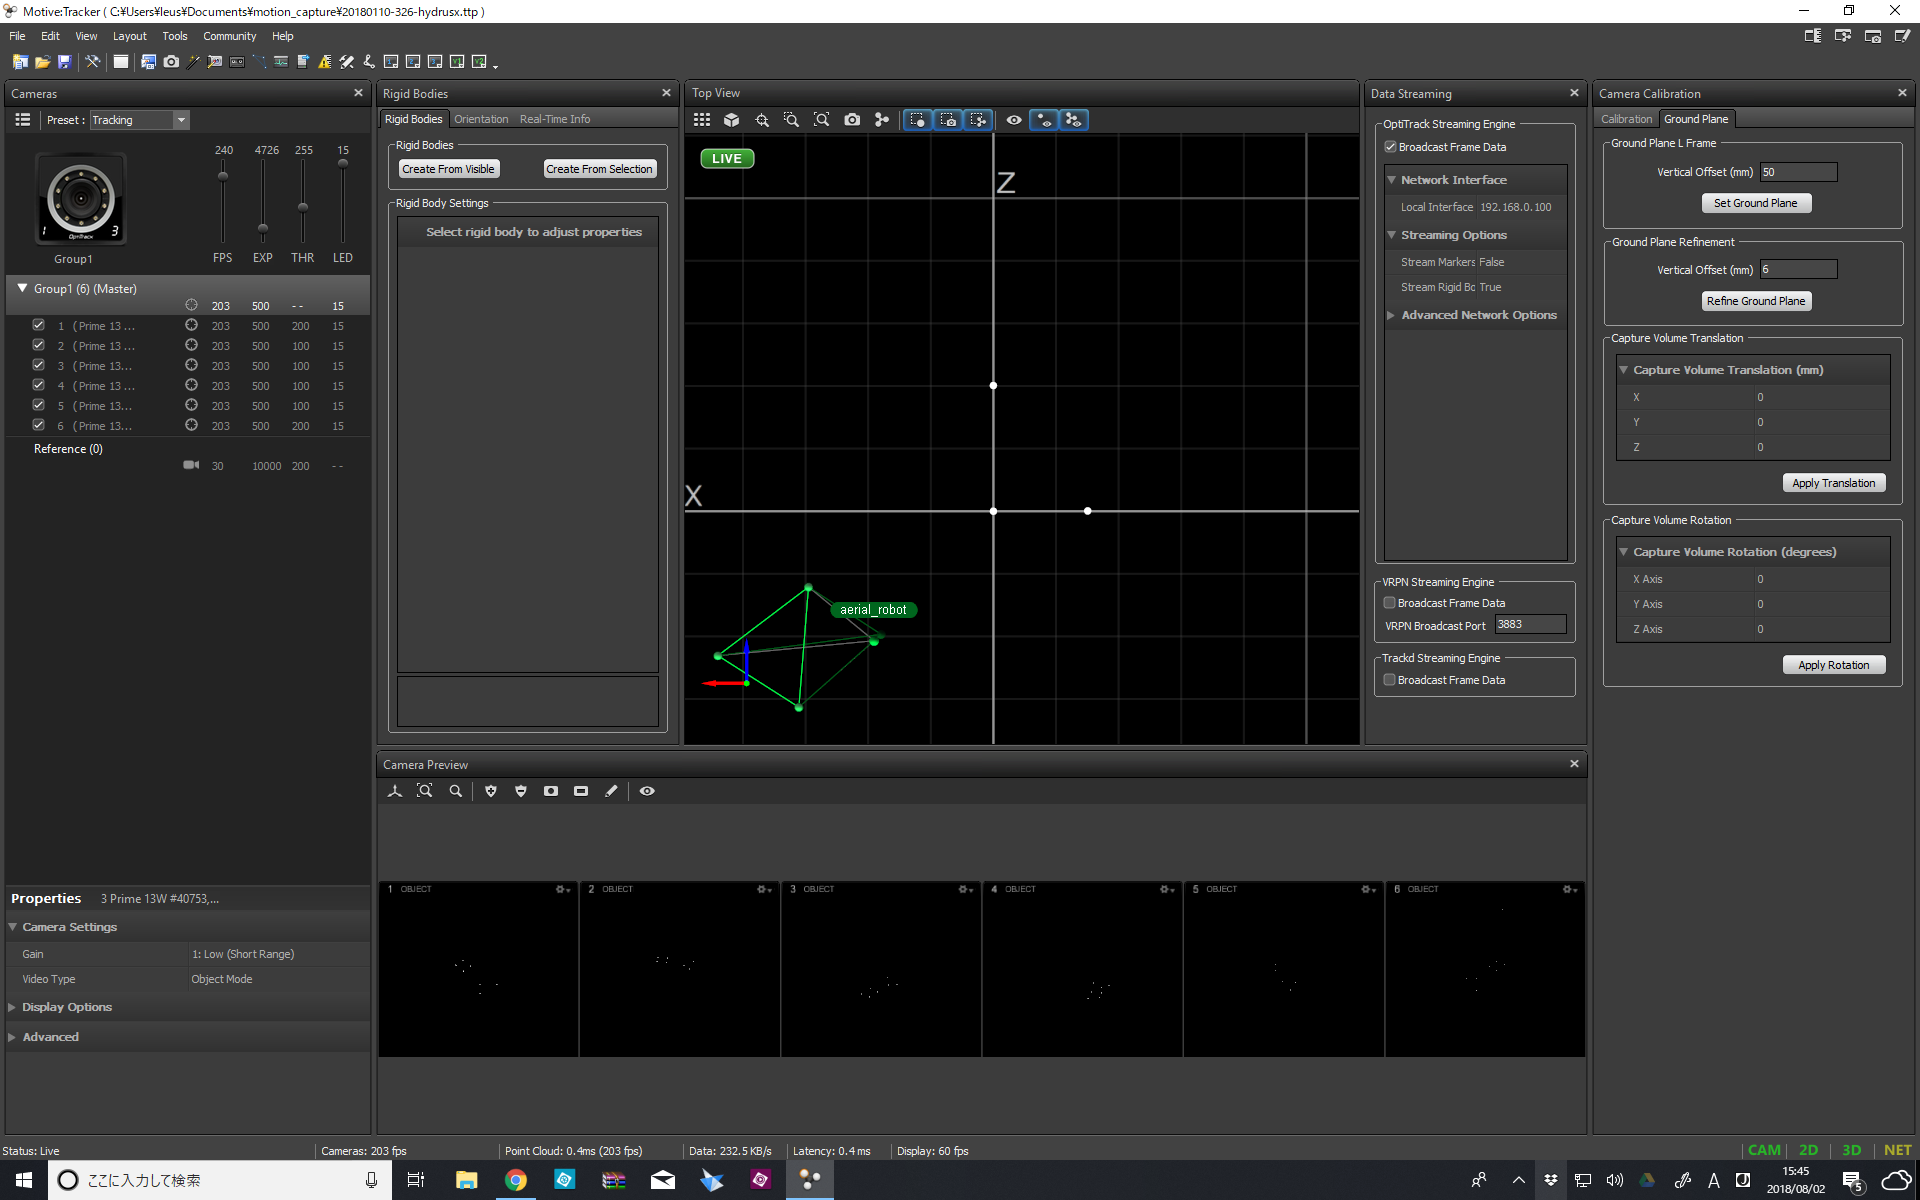 Motive:Tracker ( C:¥Users¥leus¥Documents¥motion_capture¥20180110-326-hydrusx.ttp )
File Edit View Layout Tools Community Help
Cameras
Preset : Tracking
240 4726 255 15
1 OptiTrack 3
Group1
FPS EXP THR LED
Group1 (6) (Master)
203 500 -- 15
1 (Prime 13 ... 203 500 200 15
2 (Prime 13 ... 203 500 100 15
3 (Prime 13... 203 500 100 15
4 (Prime 13 ... 203 500 100 15
5 (Prime 13... 203 500 100 15
6 (Prime 13... 203 500 200 15
Reference (0)
30 10000 200 --
Properties 3 Prime 13W #40753,...
Camera Settings
Gain 1: Low (Short Range)
Video Type Object Mode
Display Options
Advanced
Rigid Bodies
Rigid Bodies Orientation Real-Time Info
Rigid Bodies
Create From Visible Create From Selection
Rigid Body Settings
Select rigid body to adjust properties
Top View
LIVE
Z
X
aerial_robot
Data Streaming
OptiTrack Streaming Engine
Broadcast Frame Data
Network Interface
Local Interface 192.168.0.100
Streaming Options
Stream Markers False
Stream Rigid Bc True
Advanced Network Options
VRPN Streaming Engine
Broadcast Frame Data
VRPN Broadcast Port 3883
Trackd Streaming Engine
Broadcast Frame Data
Camera Calibration
Calibration Ground Plane
Ground Plane L Frame
Vertical Offset (mm) 50
Set Ground Plane
Ground Plane Refinement
Vertical Offset (mm) 6
Refine Ground Plane
Capture Volume Translation
Capture Volume Translation (mm)
X 0
Y 0
Z 0
Apply Translation
Capture Volume Rotation
Capture Volume Rotation (degrees)
X Axis 0
Y Axis 0
Z Axis 0
Apply Rotation
Camera Preview
1 OBJECT 2 OBJECT 3 OBJECT 4 OBJECT 5 OBJECT 6 OBJECT
Status: Live Cameras: 203 fps Point Cloud: 0.4ms (203 fps) Data: 232.5 KB/s Latency: 0.4 ms Display: 60 fps CAM 2D 3D NET
ここに入力して検索
A
15:45
2018/08/02
5